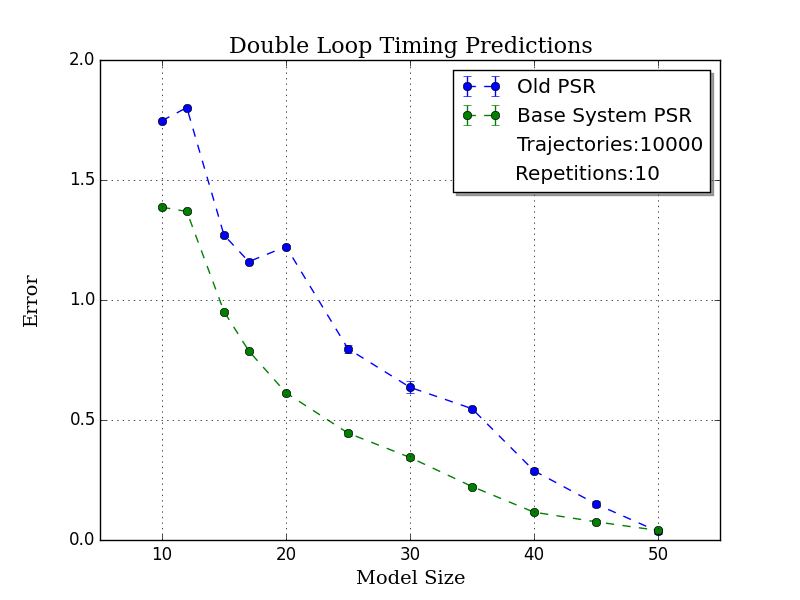 Double Loop Timing Predictions
2.0
1.5
1.0
0.5
0.0
Error
Old PSR
Base System PSR
Trajectories:10000
Repetitions:10
10 20 30 40 50
Model Size